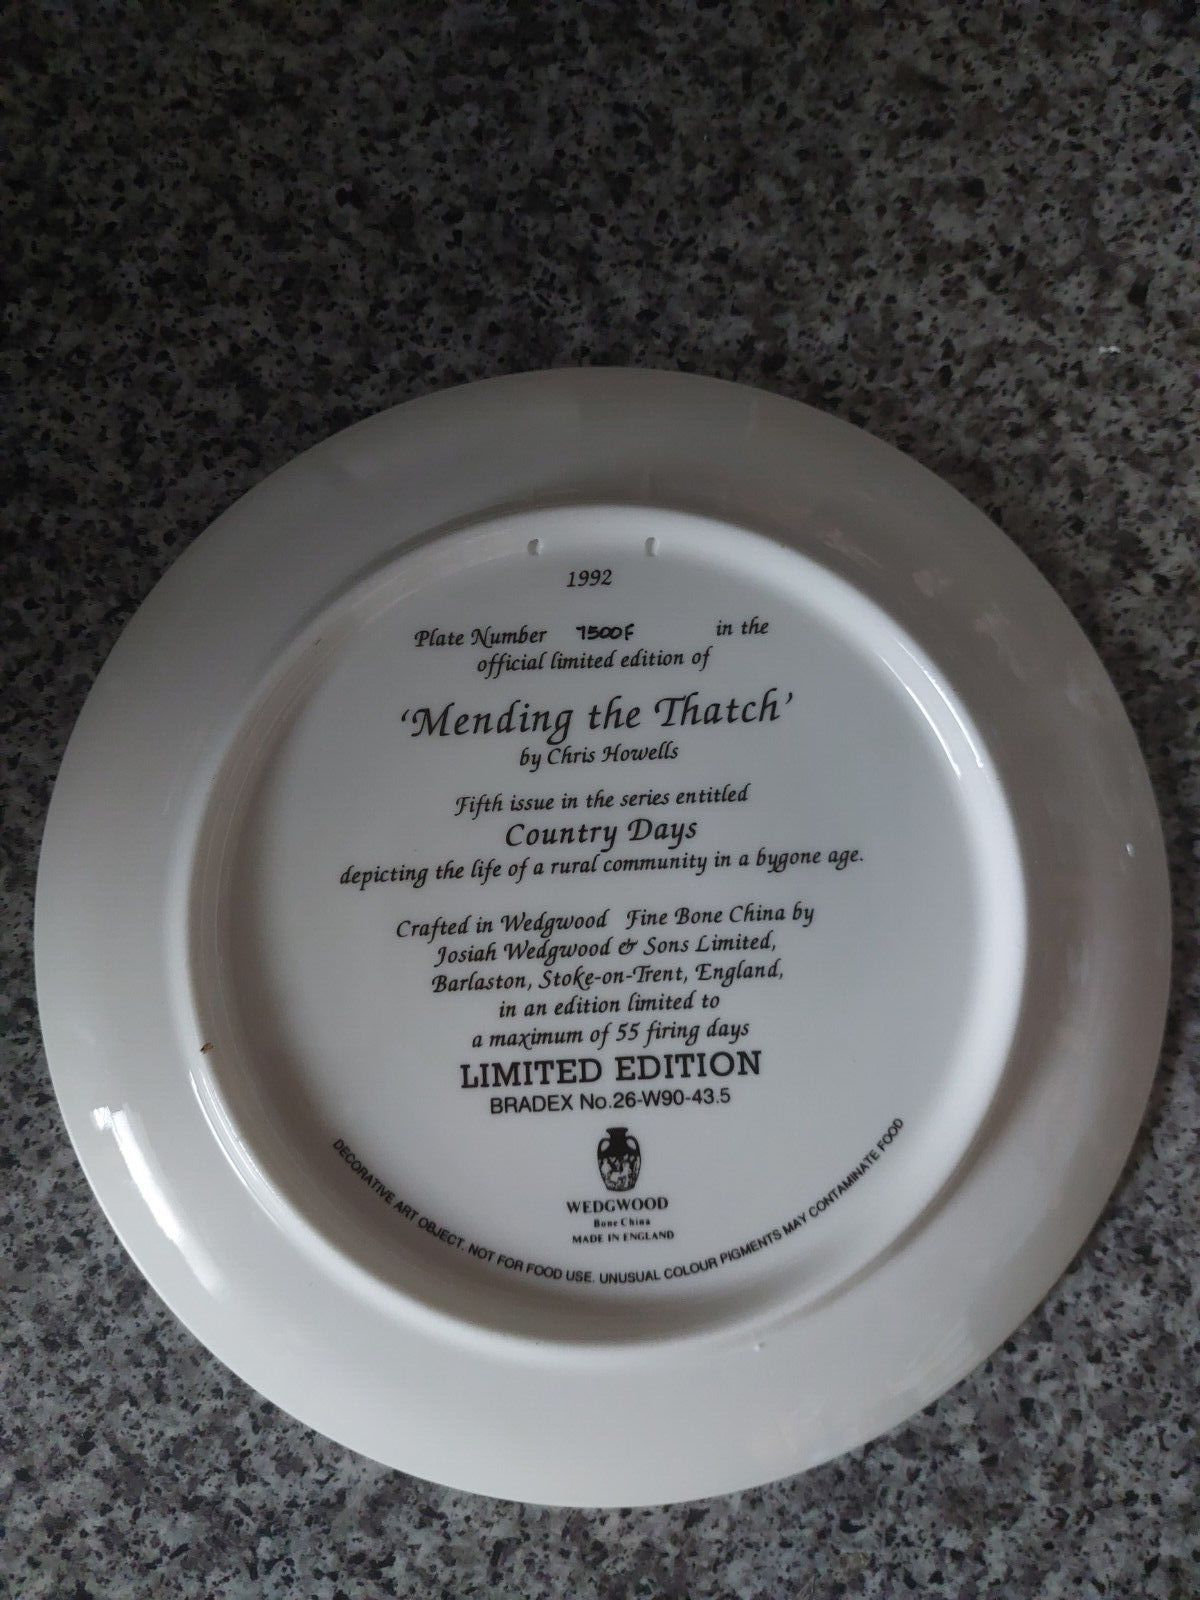 1992
Plate Number 7500F in the
official limited edition of
‘Mending the Thatch’
by Chris Howells
Fifth issue in the series entitled
Country Days
depicting the life of a rural community in a bygone age.
Crafted in Wedgwood Fine Bone China by
Josiah Wedgwood & Sons Limited,
Barlaston, Stoke-on-Trent, England,
in an edition limited to
a maximum of 55 firing days
LIMITED EDITION
BRADEX No.26-W90-43.5
WEDGWOOD
Bone China
MADE IN ENGLAND
DECORATIVE ART OBJECT. NOT FOR FOOD USE. UNUSUAL COLOUR PIGMENTS MAY CONTAMINATE FOOD